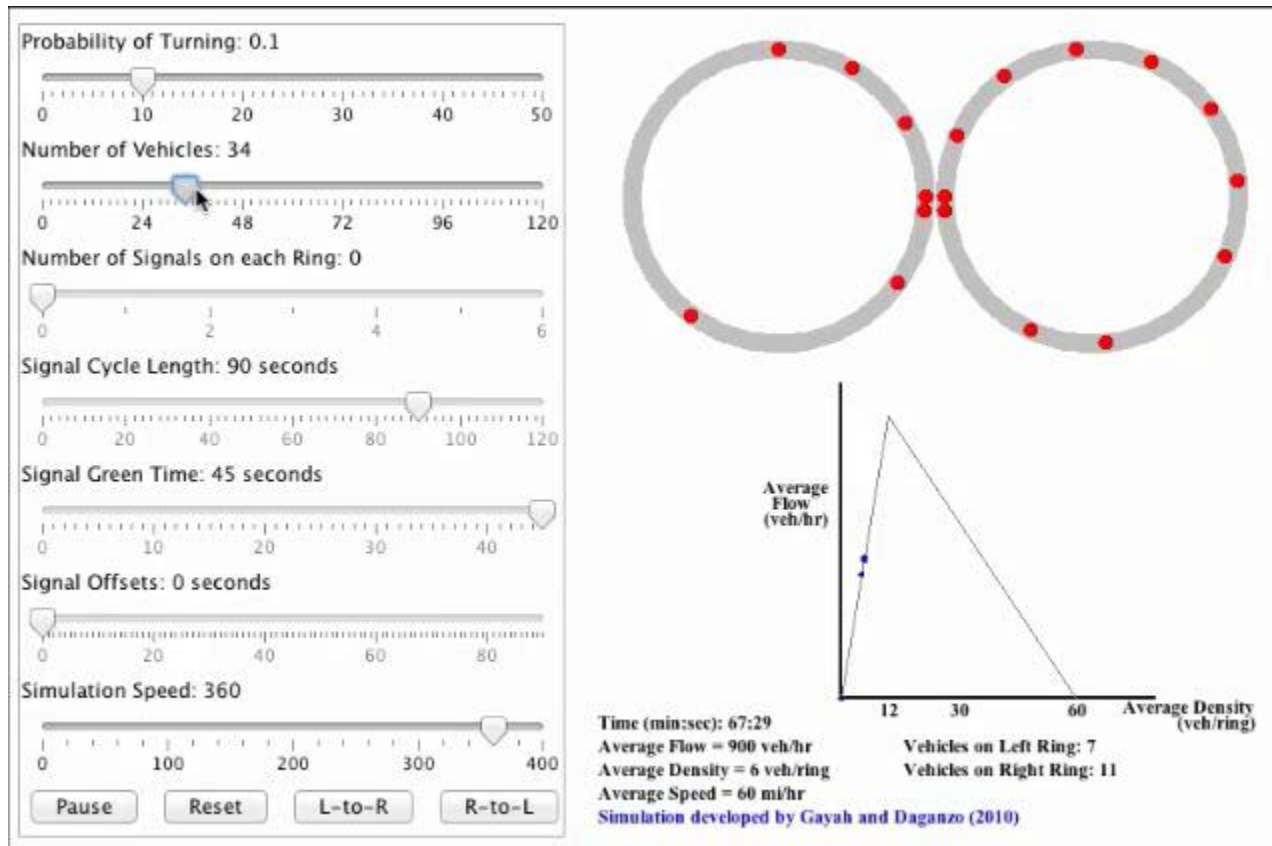 Probability of Turning: 0.1
0 10 20 30 40 50
Number of Vehicles: 34
0 24 48 72 96 120
Number of Signals on each Ring: 0
0 2 4 6
Signal Cycle Length: 90 seconds
0 20 40 60 80 100 120
Signal Green Time: 45 seconds
0 10 20 30 40
Signal Offsets: 0 seconds
0 20 40 60 80
Simulation Speed: 360
0 100 200 300 400
Pause Reset L-to-R R-to-L
Average
Flow
(veh/hr)
12 30 60
Average Density
(veh/ring)
Time (min:sec): 67:29
Average Flow = 900 veh/hr
Vehicles on Left Ring: 7
Average Density = 6 veh/ring
Vehicles on Right Ring: 11
Average Speed = 60 mi/hr
Simulation developed by Gayah and Daganzo (2010)